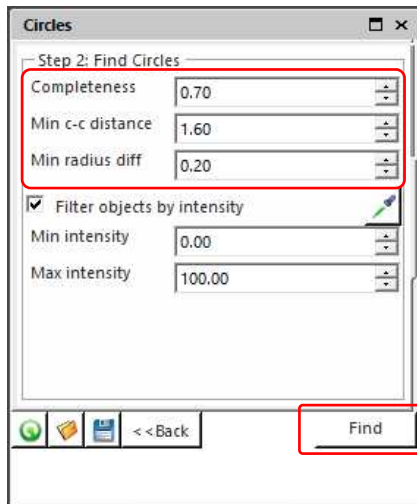 Circles
Step 2: Find Circles
Completeness 0.70
Min c-c distance 1.60
Min radius diff 0.20
Filter objects by intensity
Min intensity 0.00
Max intensity 100.00
<<Back Find